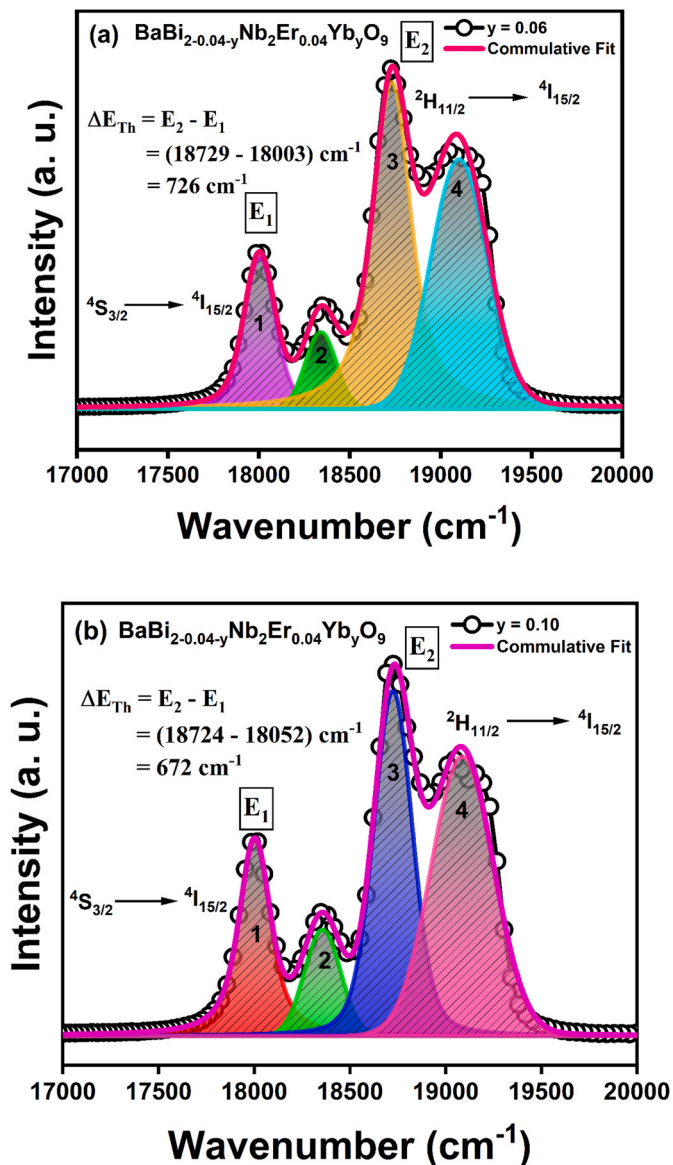 (a) BaBi₂₋₀.₀₄₋yNb₂Er₀.₀₄YbyO₉
E₂
y = 0.06
Commulative Fit
²H₁₁/₂ → ⁴I₁₅/₂
ΔE_Th = E₂ - E₁
= (18729 - 18003) cm⁻¹
= 726 cm⁻¹
E₁
⁴S₃/₂ → ⁴I₁₅/₂
1
2
3
4
Intensity (a. u.)
17000 17500 18000 18500 19000 19500 20000
Wavenumber (cm⁻¹)
(b) BaBi₂₋₀.₀₄₋yNb₂Er₀.₀₄YbyO₉
E₂
y = 0.10
Commulative Fit
²H₁₁/₂ → ⁴I₁₅/₂
ΔE_Th = E₂ - E₁
= (18724 - 18052) cm⁻¹
= 672 cm⁻¹
E₁
⁴S₃/₂ → ⁴I₁₅/₂
1
2
3
4
Intensity (a. u.)
17000 17500 18000 18500 19000 19500 20000
Wavenumber (cm⁻¹)